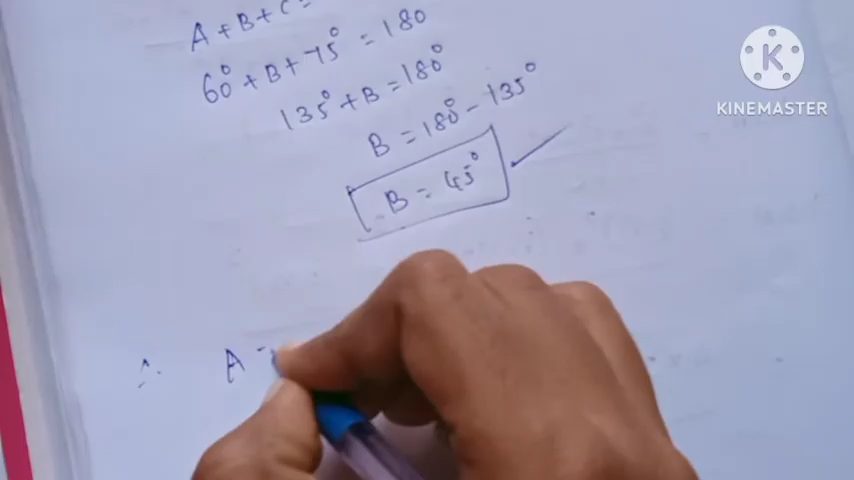 A + B + C =
60° + B + 75° = 180
135° + B = 180°
B = 180° - 135°
B = 45°
∴ A =
K
KINEMASTER